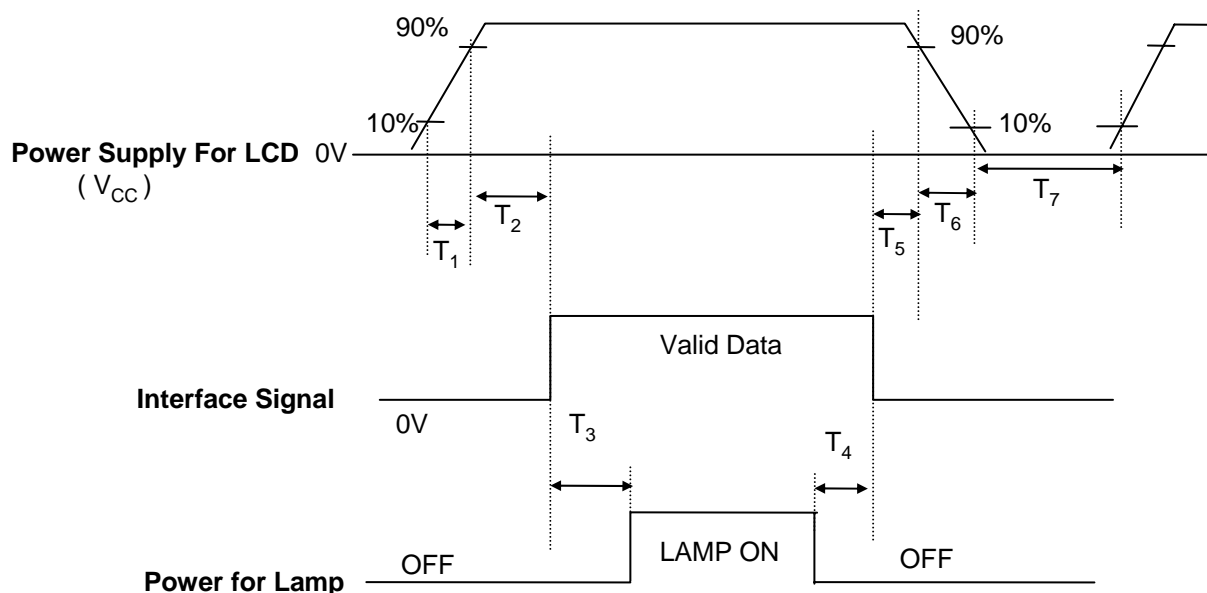 90%
90%
10%
10%
Power Supply For LCD 0V
( VCC )
T1
T2
T5
T6
T7
Valid Data
Interface Signal
0V
T3
T4
LAMP ON
OFF
OFF
Power for Lamp